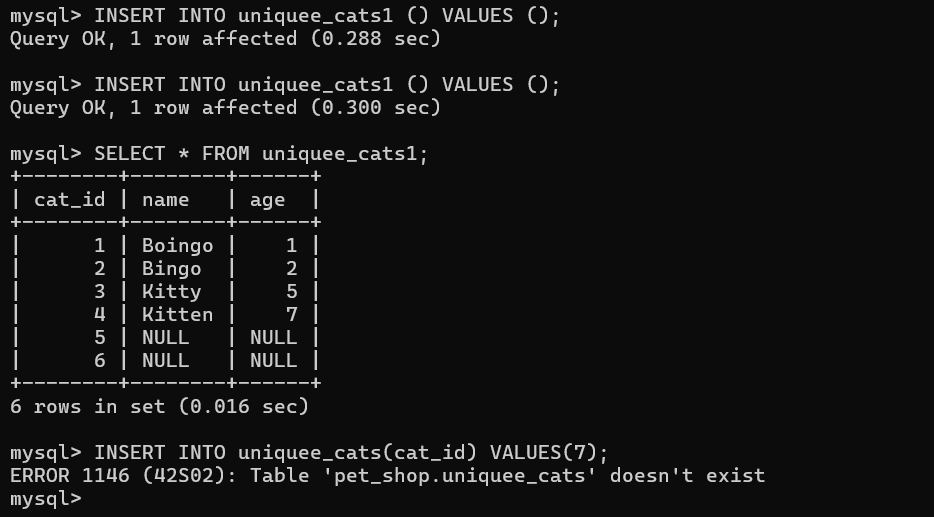 mysql> INSERT INTO uniquee_cats1 () VALUES ();
Query OK, 1 row affected (0.288 sec)
mysql> INSERT INTO uniquee_cats1 () VALUES ();
Query OK, 1 row affected (0.300 sec)
mysql> SELECT * FROM uniquee_cats1;
+--------+---------+------+
| cat_id | name    | age  |
+--------+---------+------+
|      1 | Boingo  |    1 |
|      2 | Bingo   |    2 |
|      3 | Kitty   |    5 |
|      4 | Kitten  |    7 |
|      5 | NULL    | NULL |
|      6 | NULL    | NULL |
+--------+---------+------+
6 rows in set (0.016 sec)
mysql> INSERT INTO uniquee_cats(cat_id) VALUES(7);
ERROR 1146 (42S02): Table 'pet_shop.uniquee_cats' doesn't exist
mysql>